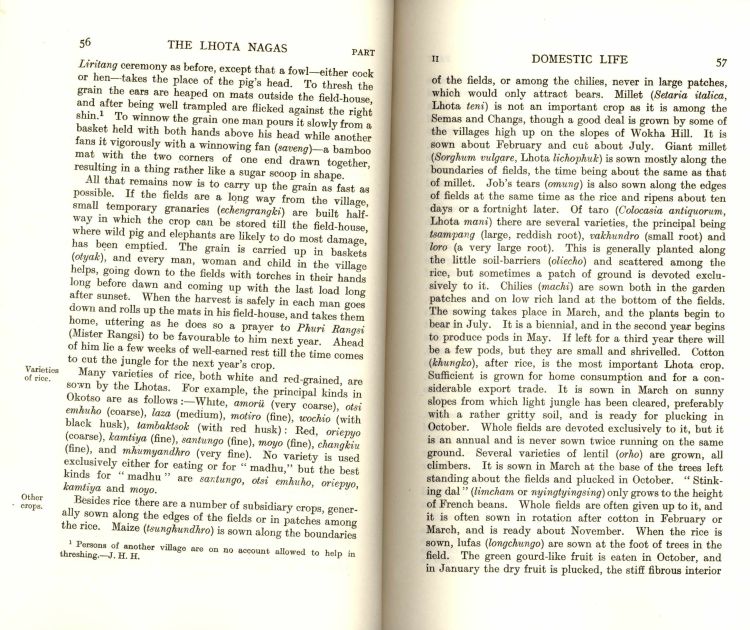 56 THE LHOTA NAGAS PART
Liritang ceremony as before, except that a fowl—either cock
or hen—takes the place of the pig's head. To thresh the
grain the ears are heaped on mats outside the field-house,
and after being well trampled are flicked against the right
shin.¹ To winnow the grain one man pours it slowly from a
basket held with both hands above his head while another
fans it vigorously with a winnowing fan (saveng)—a bamboo
mat with the two corners of one end drawn together,
resulting in a thing rather like a sugar scoop in shape.
All that remains now is to carry up the grain as fast as
possible. If the fields are a long way from the village,
small temporary granaries (echengrangki) are built half-
way in which the crop can be stored till the field-house,
where wild pig and elephants are likely to do most damage,
has been emptied. The grain is carried up in baskets
(otyak), and every man, woman and child in the village
helps, going down to the fields with torches in their hands
long before dawn and coming up with the last load long
after sunset. When the harvest is safely in each man goes
down and rolls up the mats in his field-house, and takes them
home, uttering as he does so a prayer to Phuri Rangsi
(Mister Rangsi) to be favourable to him next year. Ahead
of him lie a few weeks of well-earned rest till the time comes
to cut the jungle for the next year's crop.
Varieties
of rice.
Many varieties of rice, both white and red-grained, are
sown by the Lhotas. For example, the principal kinds in
Okotso are as follows :—White, amorü (very coarse), otsi
emhuho (coarse), laza (medium), motiro (fine), wochio (with
black husk), tambaktsok (with red husk) : Red, oriepyo
(coarse), kamtiya (fine), santungo (fine), moyo (fine), changkiu
(fine), and mhumyandhro (very fine). No variety is used
exclusively either for eating or for " madhu," but the best
kinds for " madhu " are santungo, otsi emhuho, oriepyo,
kamtiya and moyo.
Other
crops.
Besides rice there are a number of subsidiary crops, gener-
ally sown along the edges of the fields or in patches among
the rice. Maize (tsunghundhro) is sown along the boundaries
¹ Persons of another village are on no account allowed to help in
threshing.—J. H. H.
II DOMESTIC LIFE 57
of the fields, or among the chilies, never in large patches,
which would only attract bears. Millet (Setaria italica,
Lhota teni) is not an important crop as it is among the
Semas and Changs, though a good deal is grown by some of
the villages high up on the slopes of Wokha Hill. It is
sown about February and cut about July. Giant millet
(Sorghum vulgare, Lhota lichophuk) is sown mostly along the
boundaries of fields, the time being about the same as that
of millet. Job's tears (omung) is also sown along the edges
of fields at the same time as the rice and ripens about ten
days or a fortnight later. Of taro (Colocasia antiquorum,
Lhota mani) there are several varieties, the principal being
tsampang (large, reddish root), vakhundro (small root) and
loro (a very large root). This is generally planted along
the little soil-barriers (oliecho) and scattered among the
rice, but sometimes a patch of ground is devoted exclu-
sively to it. Chilies (machi) are sown both in the garden
patches and on low rich land at the bottom of the fields.
The sowing takes place in March, and the plants begin to
bear in July. It is a biennial, and in the second year begins
to produce pods in May. If left for a third year there will
be a few pods, but they are small and shrivelled. Cotton
(khungko), after rice, is the most important Lhota crop.
Sufficient is grown for home consumption and for a con-
siderable export trade. It is sown in March on sunny
slopes from which light jungle has been cleared, preferably
with a rather gritty soil, and is ready for plucking in
October. Whole fields are devoted exclusively to it, but it
is an annual and is never sown twice running on the same
ground. Several varieties of lentil (orho) are grown, all
climbers. It is sown in March at the base of the trees left
standing about the fields and plucked in October. " Stink-
ing dal " (limcham or nyingtyingsing) only grows to the height
of French beans. Whole fields are often given up to it, and
it is often sown in rotation after cotton in February or
March, and is ready about November. When the rice is
sown, lufas (longchungo) are sown at the foot of trees in the
field. The green gourd-like fruit is eaten in October, and
in January the dry fruit is plucked, the stiff fibrous interior